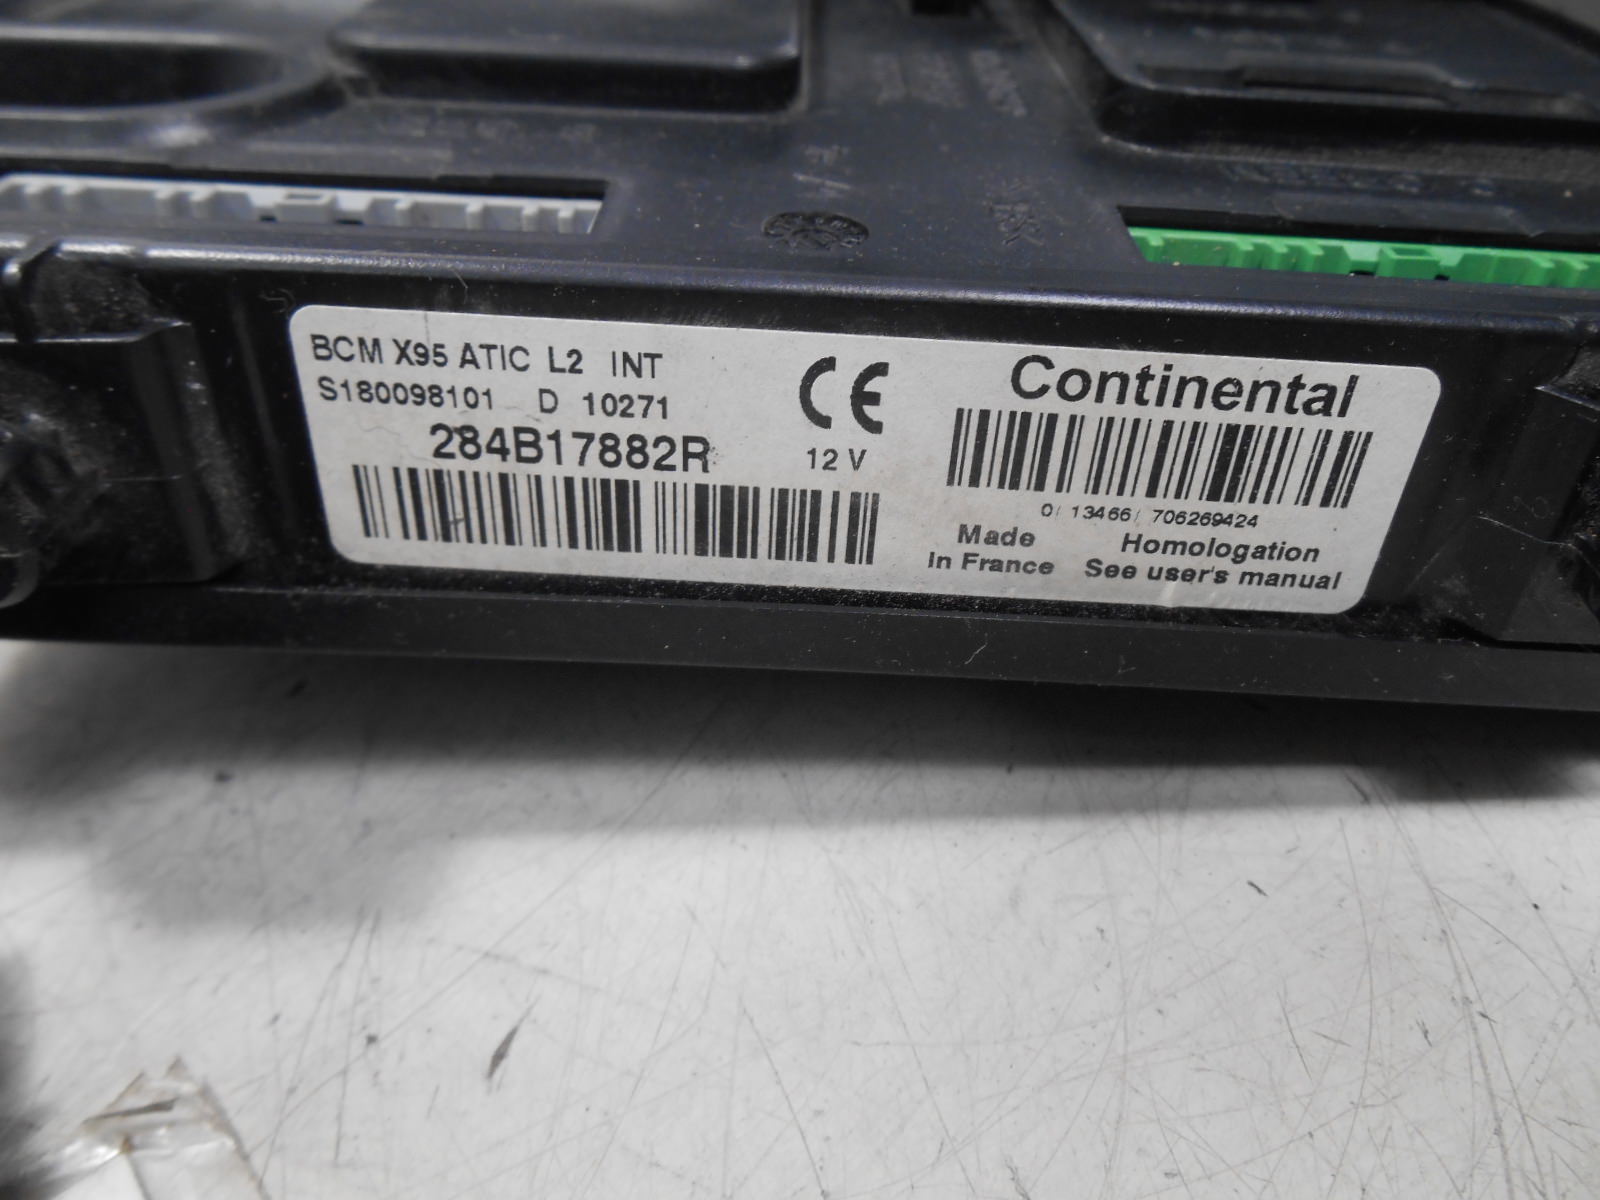 BCM X95 ATIC L2 INT
S180098101 D 10271
284B17882R
CE
12 V
Continental
0/ 13466/ 706269424
Made
In France
Homologation
See user's manual